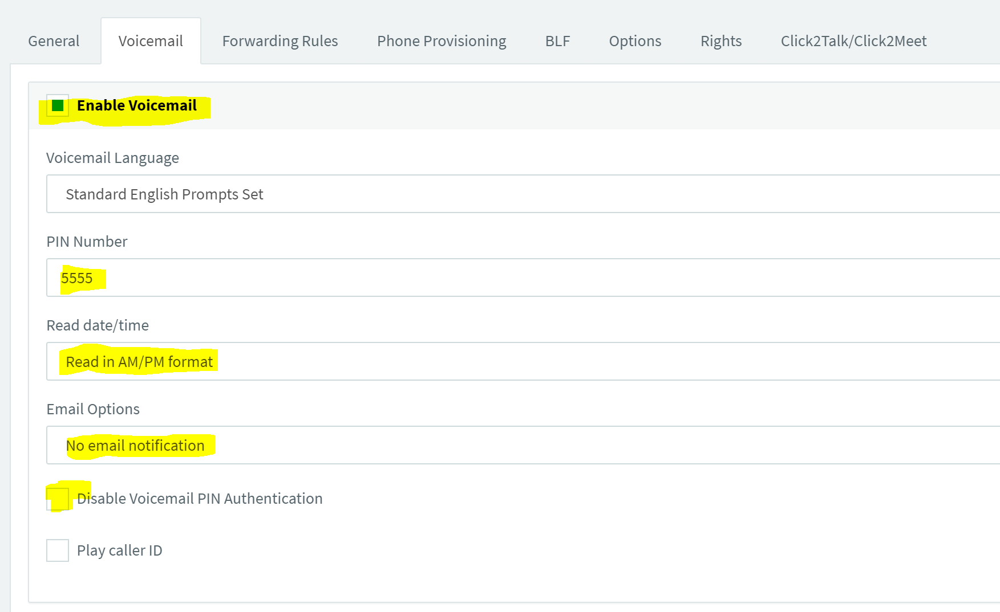 General Voicemail Forwarding Rules Phone Provisioning BLF Options Rights Click2Talk/Click2Meet
Enable Voicemail
Voicemail Language
Standard English Prompts Set
PIN Number
5555
Read date/time
Read in AM/PM format
Email Options
No email notification
Disable Voicemail PIN Authentication
Play caller ID